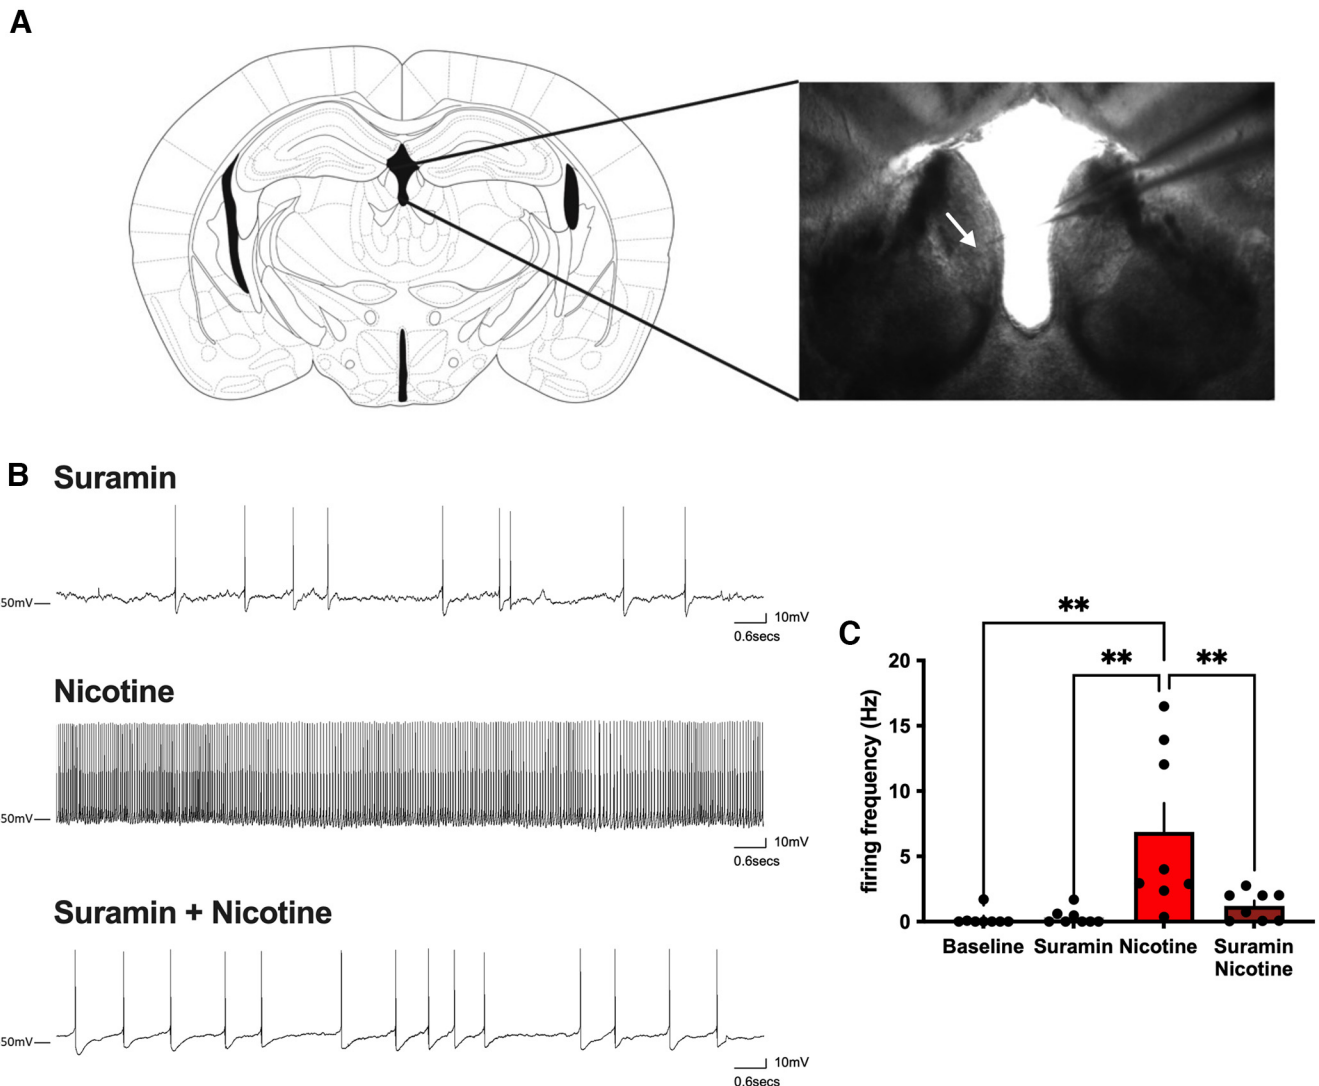 A
B
Suramin
50mV
10mV
0.6secs
Nicotine
50mV
10mV
0.6secs
Suramin + Nicotine
50mV
10mV
0.6secs
C
**
**
**
20
15
10
5
0
firing frequency (Hz)
Baseline
Suramin
Nicotine
Suramin
Nicotine